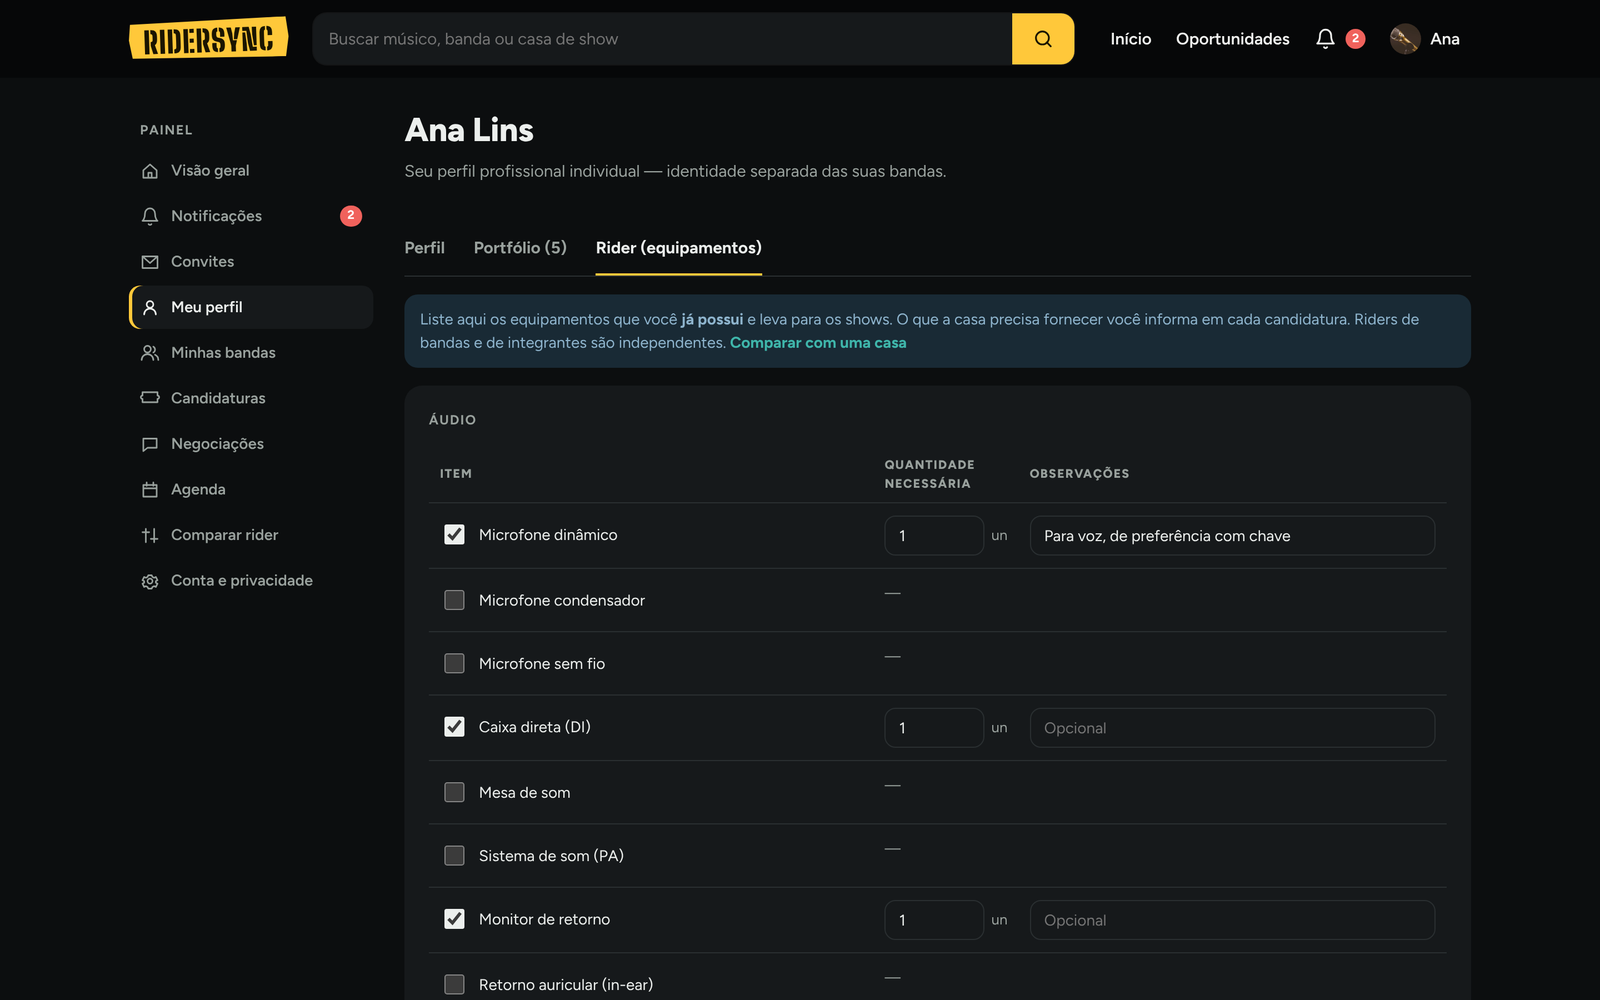 RIDERSYNC
Buscar músico, banda ou casa de show
Início
Oportunidades
2
Ana
PAINEL
Visão geral
Notificações
2
Convites
Meu perfil
Minhas bandas
Candidaturas
Negociações
Agenda
Comparar rider
Conta e privacidade
Ana Lins
Seu perfil profissional individual — identidade separada das suas bandas.
Perfil
Portfólio (5)
Rider (equipamentos)
Liste aqui os equipamentos que você já possui e leva para os shows. O que a casa precisa fornecer você informa em cada candidatura. Riders de
bandas e de integrantes são independentes. Comparar com uma casa
ÁUDIO
ITEM
QUANTIDADE
NECESSÁRIA
OBSERVAÇÕES
Microfone dinâmico
1
un
Para voz, de preferência com chave
Microfone condensador
—
Microfone sem fio
—
Caixa direta (DI)
1
un
Opcional
Mesa de som
—
Sistema de som (PA)
—
Monitor de retorno
1
un
Opcional
Retorno auricular (in-ear)
—